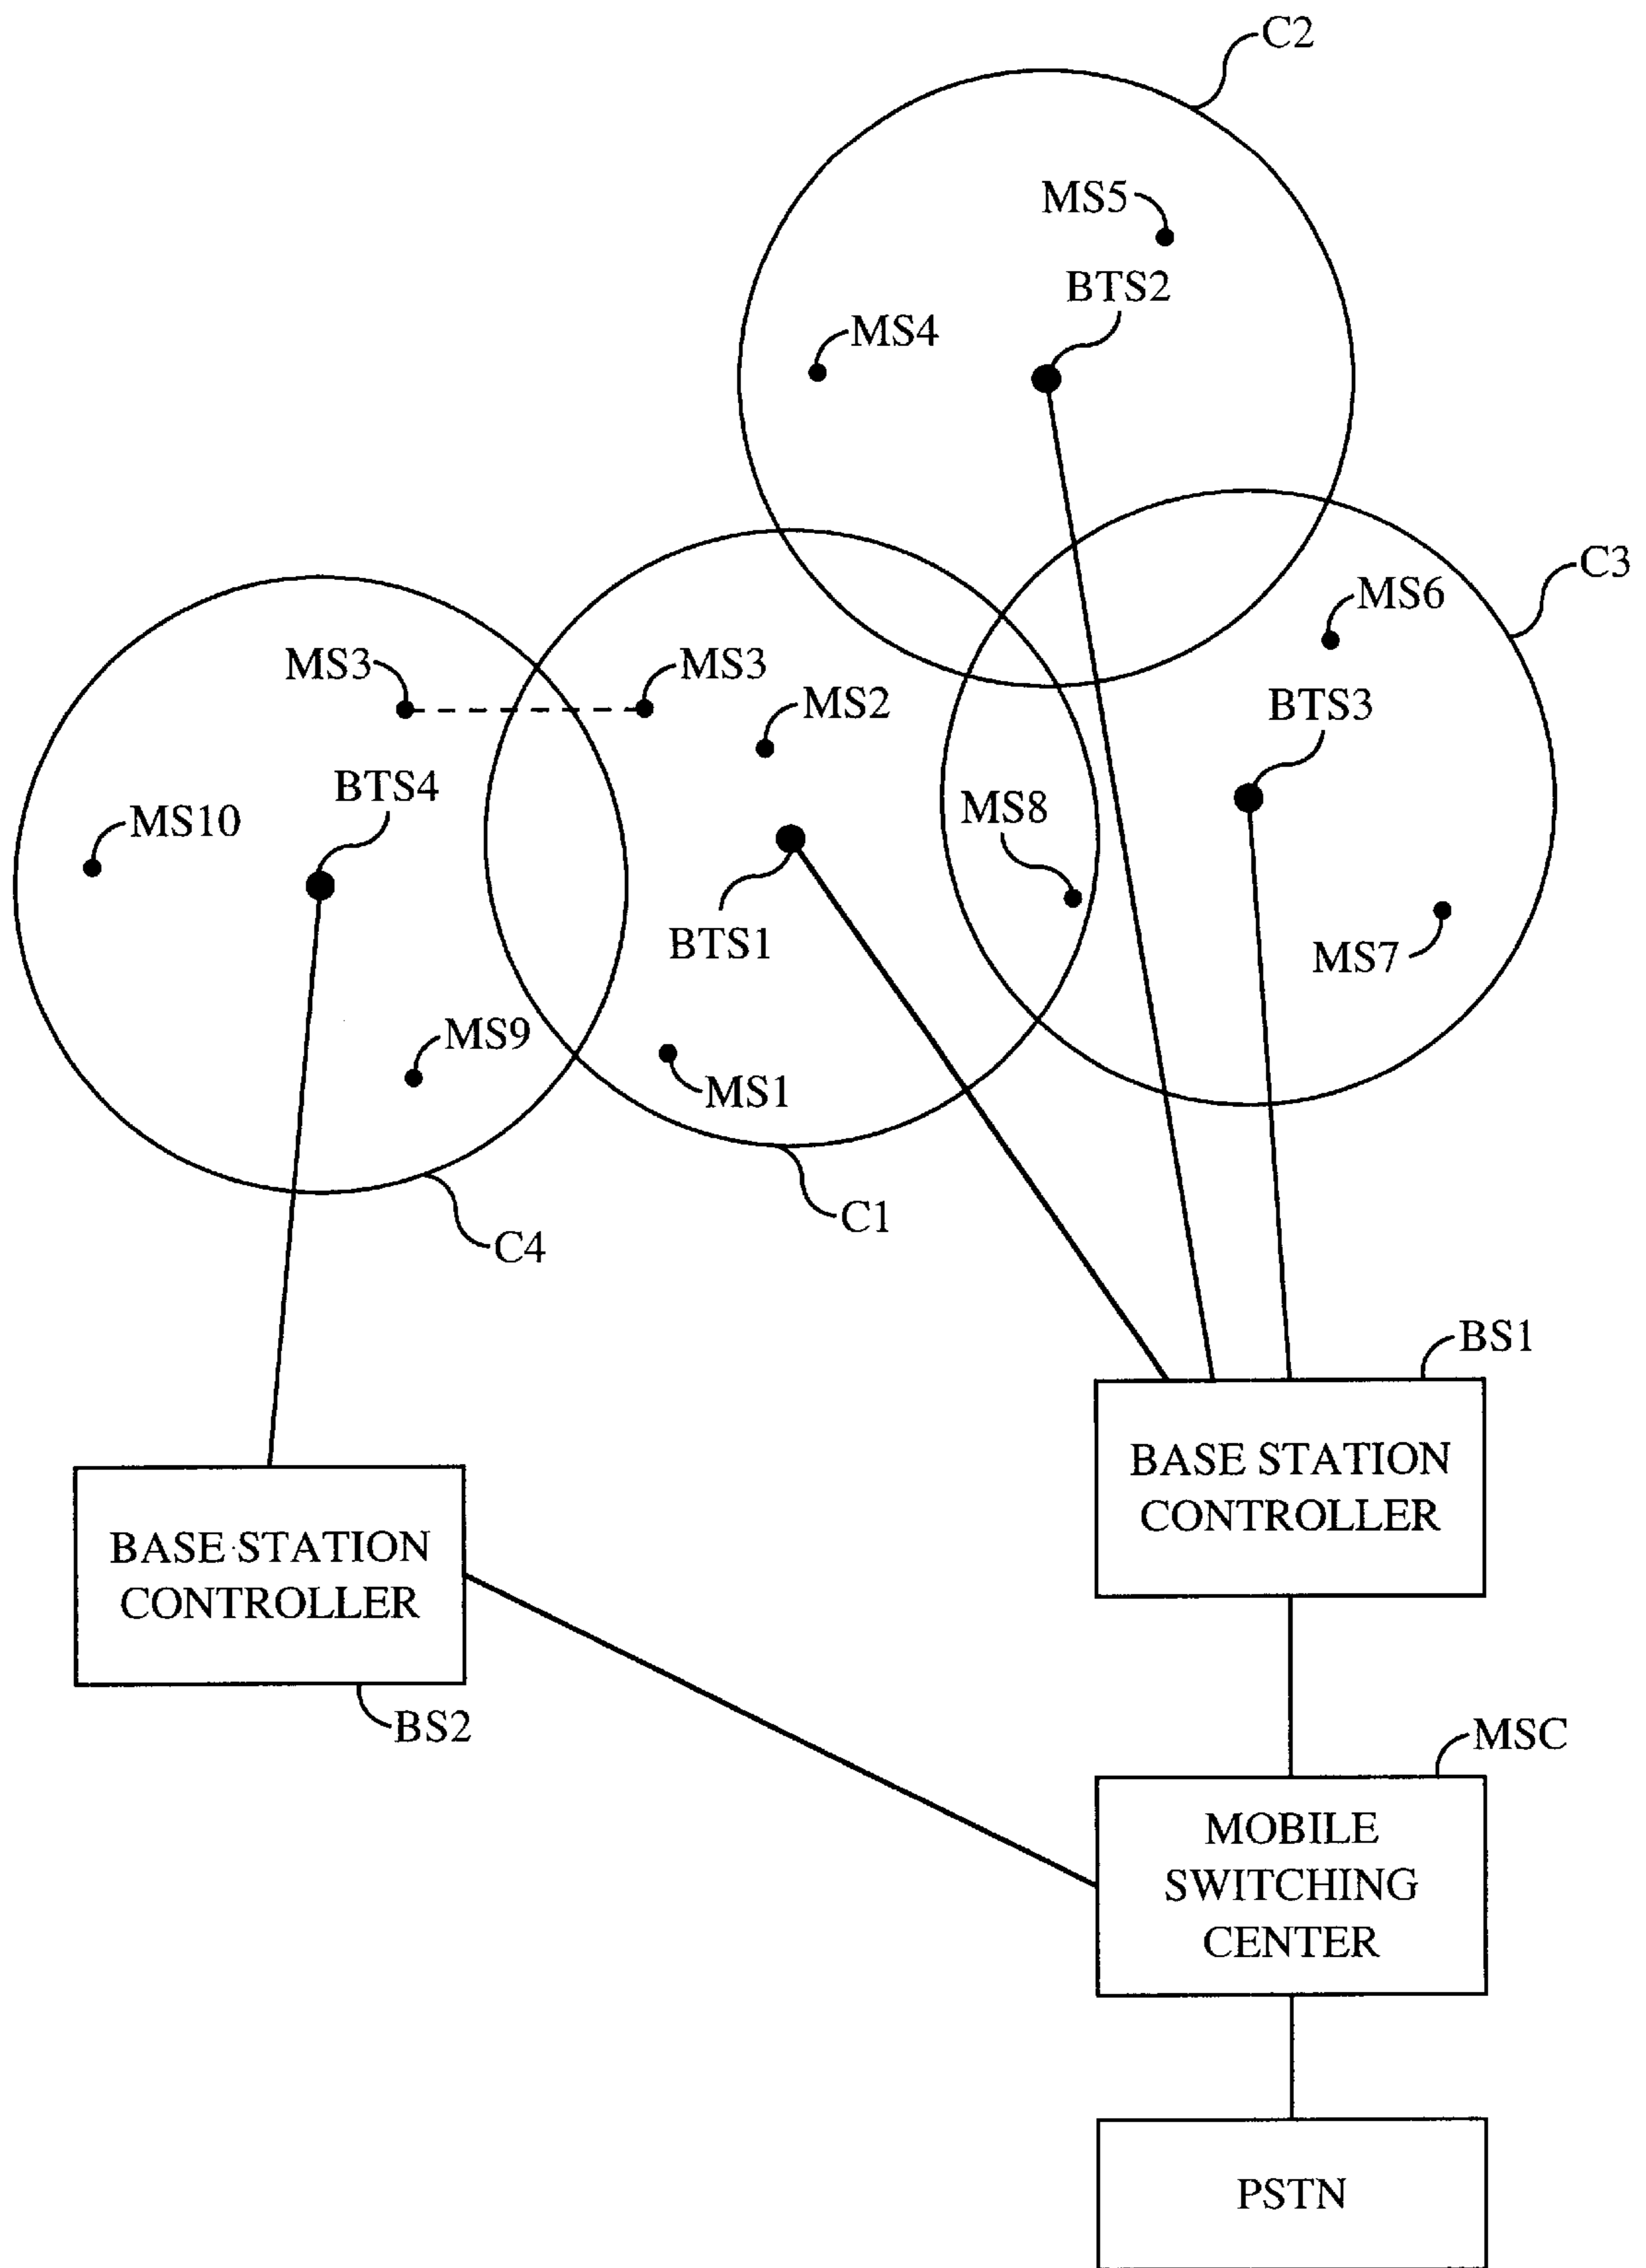 C2
MS5
BTS2
MS4
C3
MS6
MS3
MS3
MS2
BTS3
BTS4
MS10
MS8
BTS1
MS7
MS9
MS1
C1
C4
BS1
BASE STATION
CONTROLLER
BASE STATION
CONTROLLER
BS2
MSC
MOBILE
SWITCHING
CENTER
PSTN